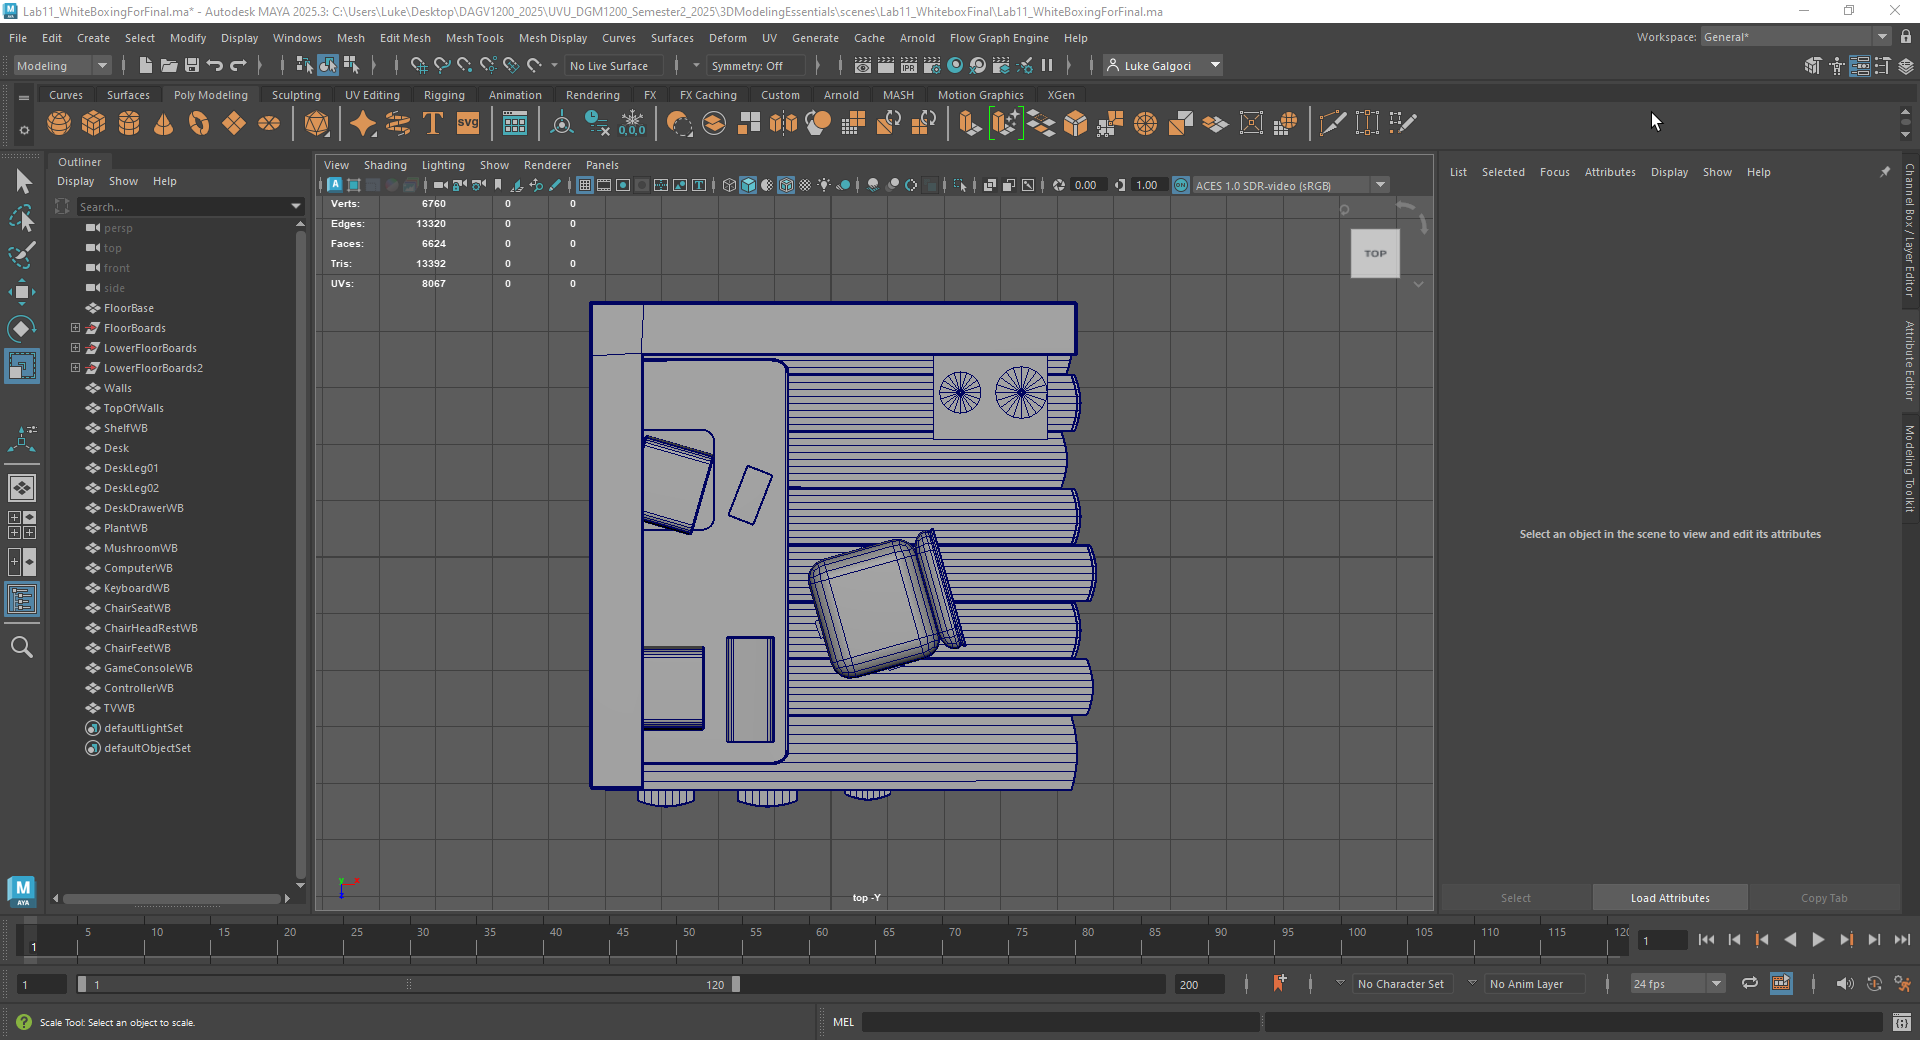 Lab11_WhiteBoxingForFinal.ma* - Autodesk MAYA 2025.3: C:\Users\Luke\Desktop\DAGV1200_2025\UVU_DGM1200_Semester2_2025\3DModelingEssentials\scenes\Lab11_WhiteboxFinal\Lab11_WhiteBoxingForFinal.ma
File Edit Create Select Modify Display Windows Mesh Edit Mesh Mesh Tools Mesh Display Curves Surfaces Deform UV Generate Cache Arnold Flow Graph Engine Help Workspace: General*
Modeling No Live Surface Symmetry: Off Luke Galgoci
Curves Surfaces Poly Modeling Sculpting UV Editing Rigging Animation Rendering FX FX Caching Custom Arnold MASH Motion Graphics XGen
T SVG 0,0,0
Outliner
Display Show Help
Search...
persp
top
front
side
FloorBase
FloorBoards
LowerFloorBoards
LowerFloorBoards2
Walls
TopOfWalls
ShelfWB
Desk
DeskLeg01
DeskLeg02
DeskDrawerWB
PlantWB
MushroomWB
ComputerWB
KeyboardWB
ChairSeatWB
ChairHeadRestWB
ChairFeetWB
GameConsoleWB
ControllerWB
TVWB
defaultLightSet
defaultObjectSet
View Shading Lighting Show Renderer Panels
0.00 1.00 ACES 1.0 SDR-video (sRGB)
Verts: 6760 0 0
Edges: 13320 0 0
Faces: 6624 0 0
Tris: 13392 0 0
UVs: 8067 0 0
TOP
top -Y
List Selected Focus Attributes Display Show Help
Select an object in the scene to view and edit its attributes
Select Load Attributes Copy Tab
Channel Box / Layer Editor
Attribute Editor
Modeling Toolkit
M
AYA
1 5 10 15 20 25 30 35 40 45 50 55 60 65 70 75 80 85 90 95 100 105 110 115 120 1
1 1 120 200 No Character Set No Anim Layer 24 fps
Scale Tool: Select an object to scale. MEL